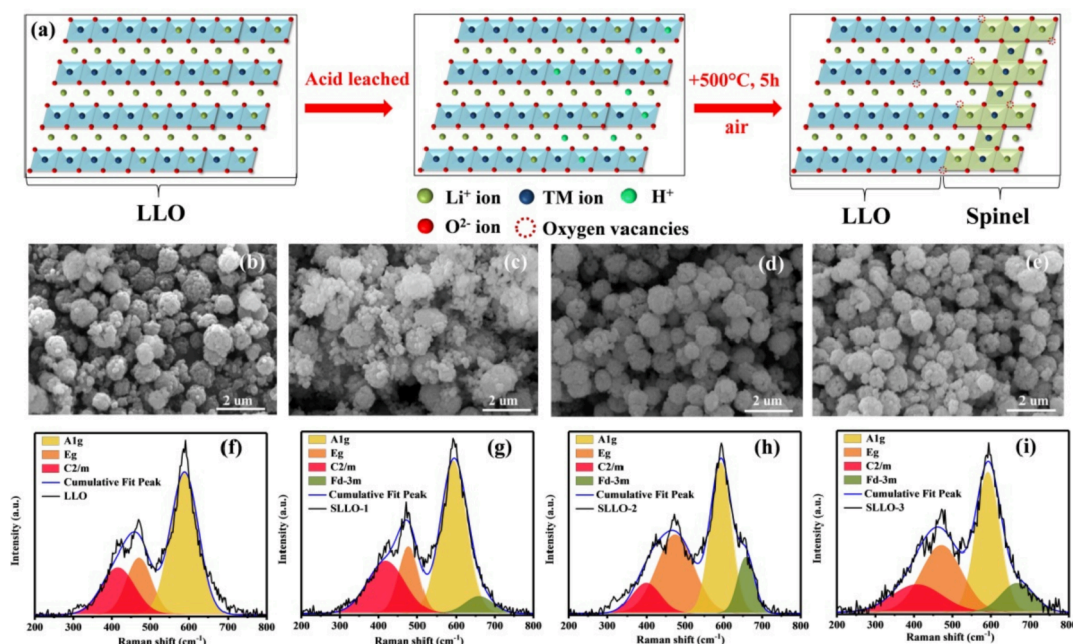 (a)
Acid leached
+500°C, 5h
air
LLO
LLO
Spinel
Li⁺ ion
TM ion
H⁺
O²⁻ ion
Oxygen vacancies
(b)
2 um
(c)
2 um
(d)
2 um
(e)
2 um
(f)
A1g
Eg
C2/m
Cumulative Fit Peak
LLO
Intensity (a.u.)
200 300 400 500 600 700 800
Raman shift (cm⁻¹)
(g)
A1g
Eg
C2/m
Fd-3m
Cumulative Fit Peak
SLLO-1
Intensity (a.u.)
200 300 400 500 600 700 800
Raman shift (cm⁻¹)
(h)
A1g
Eg
C2/m
Fd-3m
Cumulative Fit Peak
SLLO-2
Intensity (a.u.)
200 300 400 500 600 700 800
Raman shift (cm⁻¹)
(i)
A1g
Eg
C2/m
Fd-3m
Cumulative Fit Peak
SLLO-3
Intensity (a.u.)
200 300 400 500 600 700 800
Raman shift (cm⁻¹)